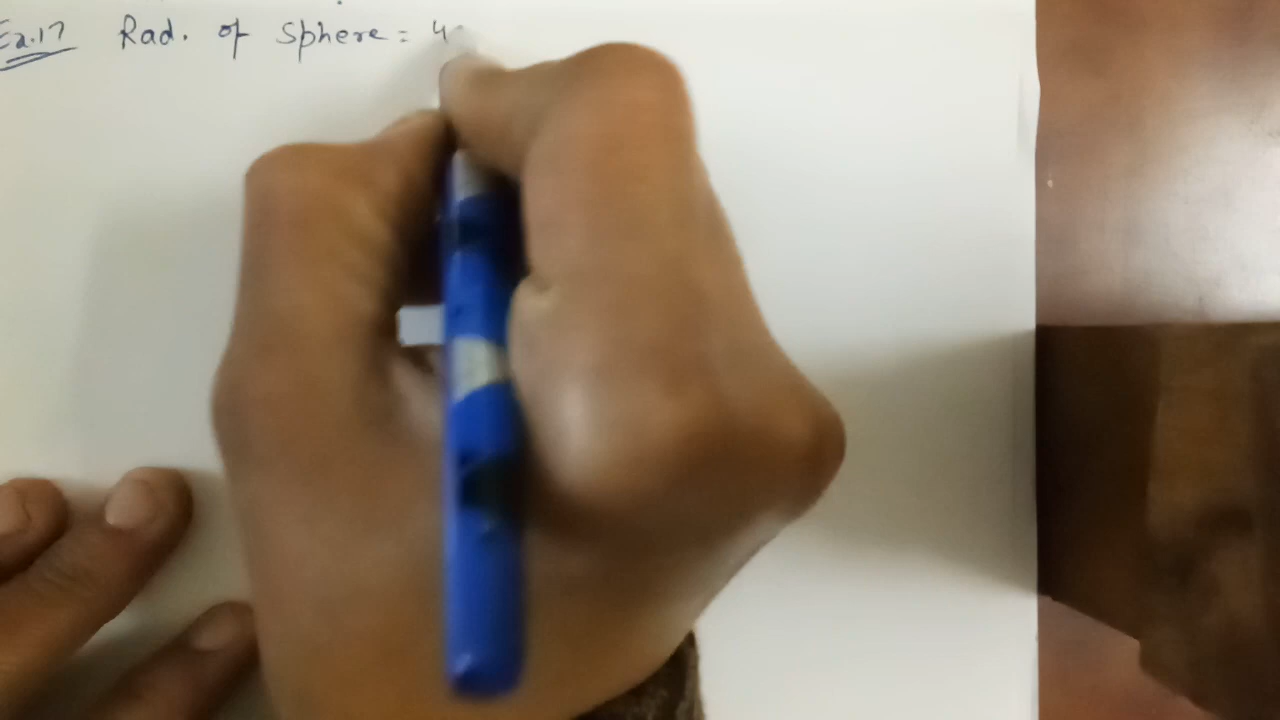 Ex.17 Rad. of Sphere = 4